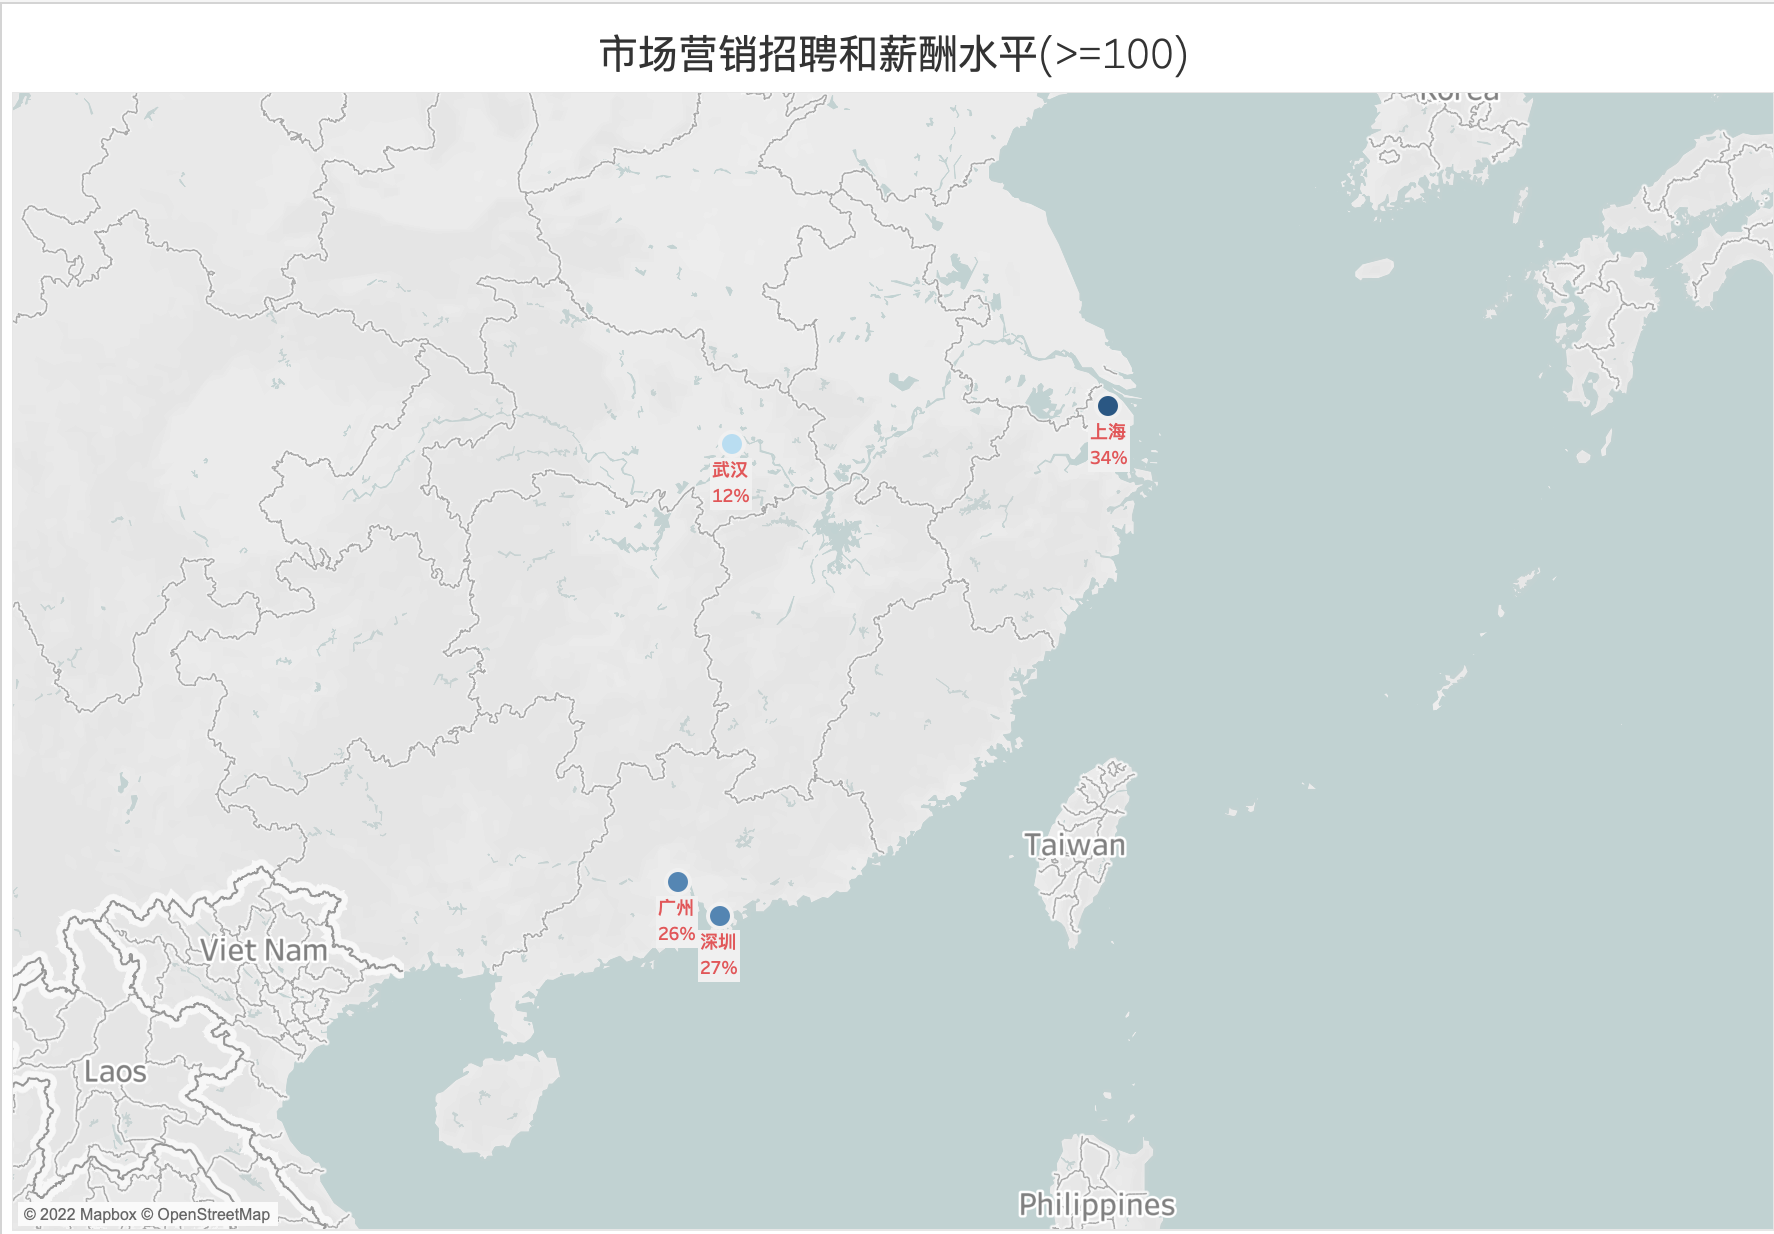 市场营销招聘和薪酬水平(>=100)
Korea
上海
34%
武汉
12%
Taiwan
广州
26%
深圳
27%
Viet Nam
Laos
Philippines
© 2022 Mapbox © OpenStreetMap